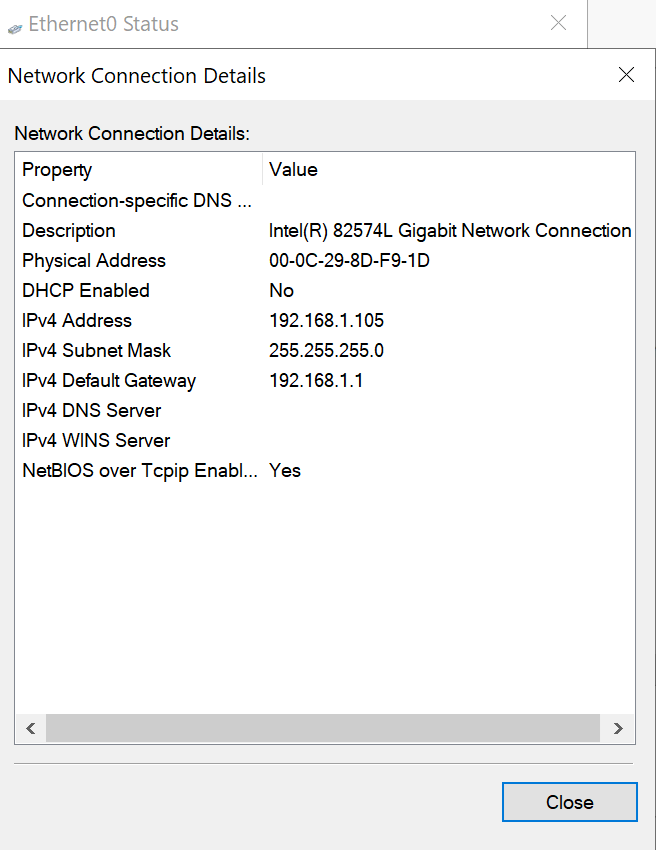 Ethernet0 Status
Network Connection Details
Network Connection Details:
Property Value
Connection-specific DNS ...
Description Intel(R) 82574L Gigabit Network Connection
Physical Address 00-0C-29-8D-F9-1D
DHCP Enabled No
IPv4 Address 192.168.1.105
IPv4 Subnet Mask 255.255.255.0
IPv4 Default Gateway 192.168.1.1
IPv4 DNS Server
IPv4 WINS Server
NetBIOS over Tcpip Enabl... Yes
Close